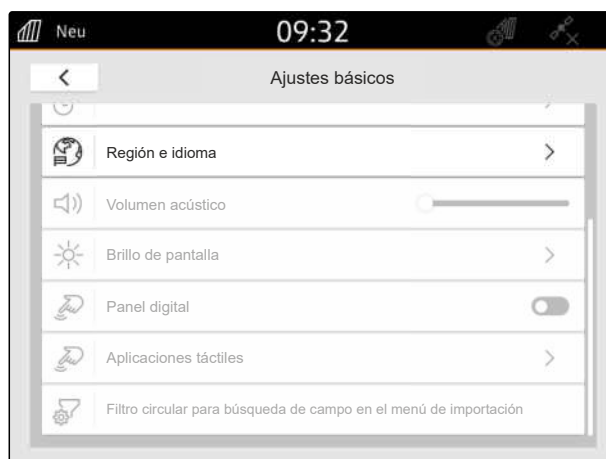 Neu
09:32
Ajustes básicos
Región e idioma
Volumen acústico
Brillo de pantalla
Panel digital
Aplicaciones táctiles
Filtro circular para búsqueda de campo en el menú de importación